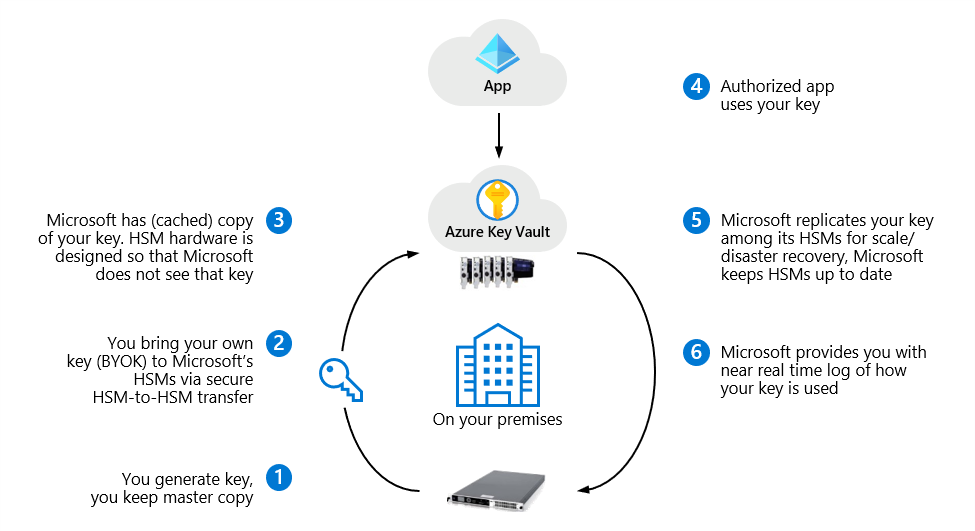 App
4
Authorized app
uses your key
3
Microsoft has (cached) copy
of your key. HSM hardware is
designed so that Microsoft
does not see that key
Azure Key Vault
5
Microsoft replicates your key
among its HSMs for scale/
disaster recovery, Microsoft
keeps HSMs up to date
2
You bring your own
key (BYOK) to Microsoft’s
HSMs via secure
HSM-to-HSM transfer
On your premises
6
Microsoft provides you with
near real time log of how
your key is used
1
You generate key,
you keep master copy